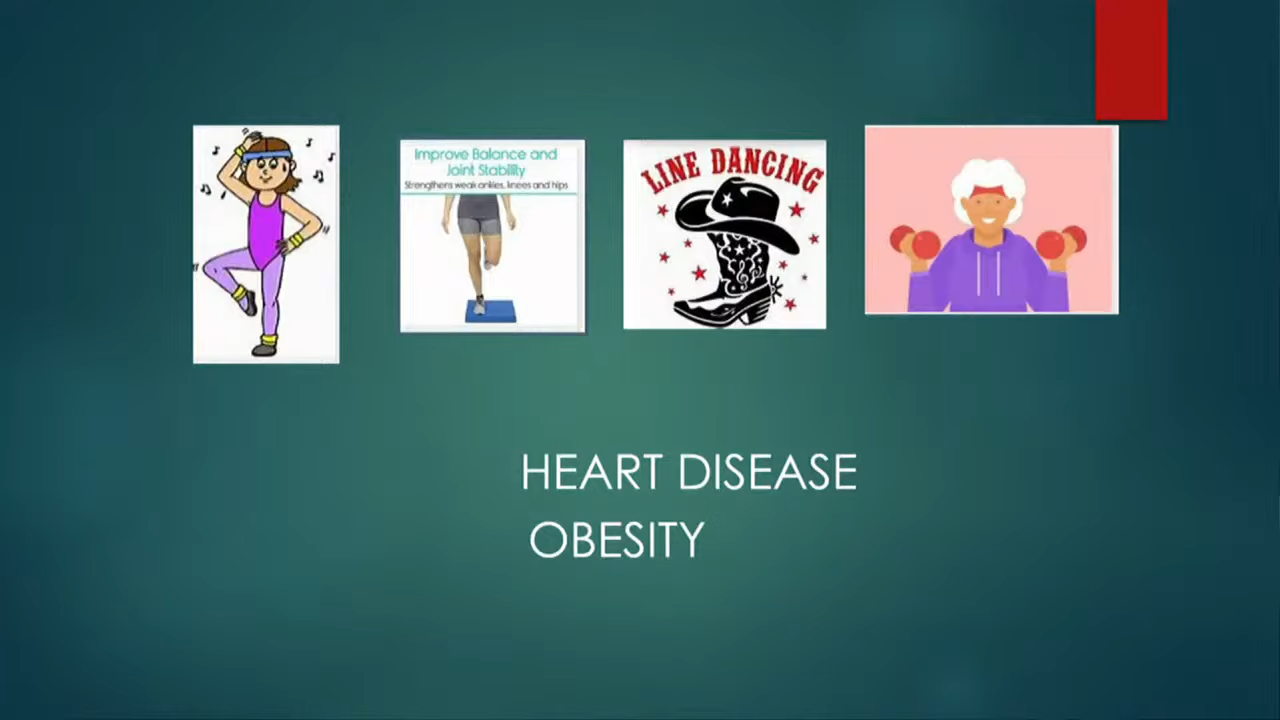 Improve Balance and
Joint Stability
Strengthens weak ankles, knees and hips
LINE DANCING
HEART DISEASE
OBESITY